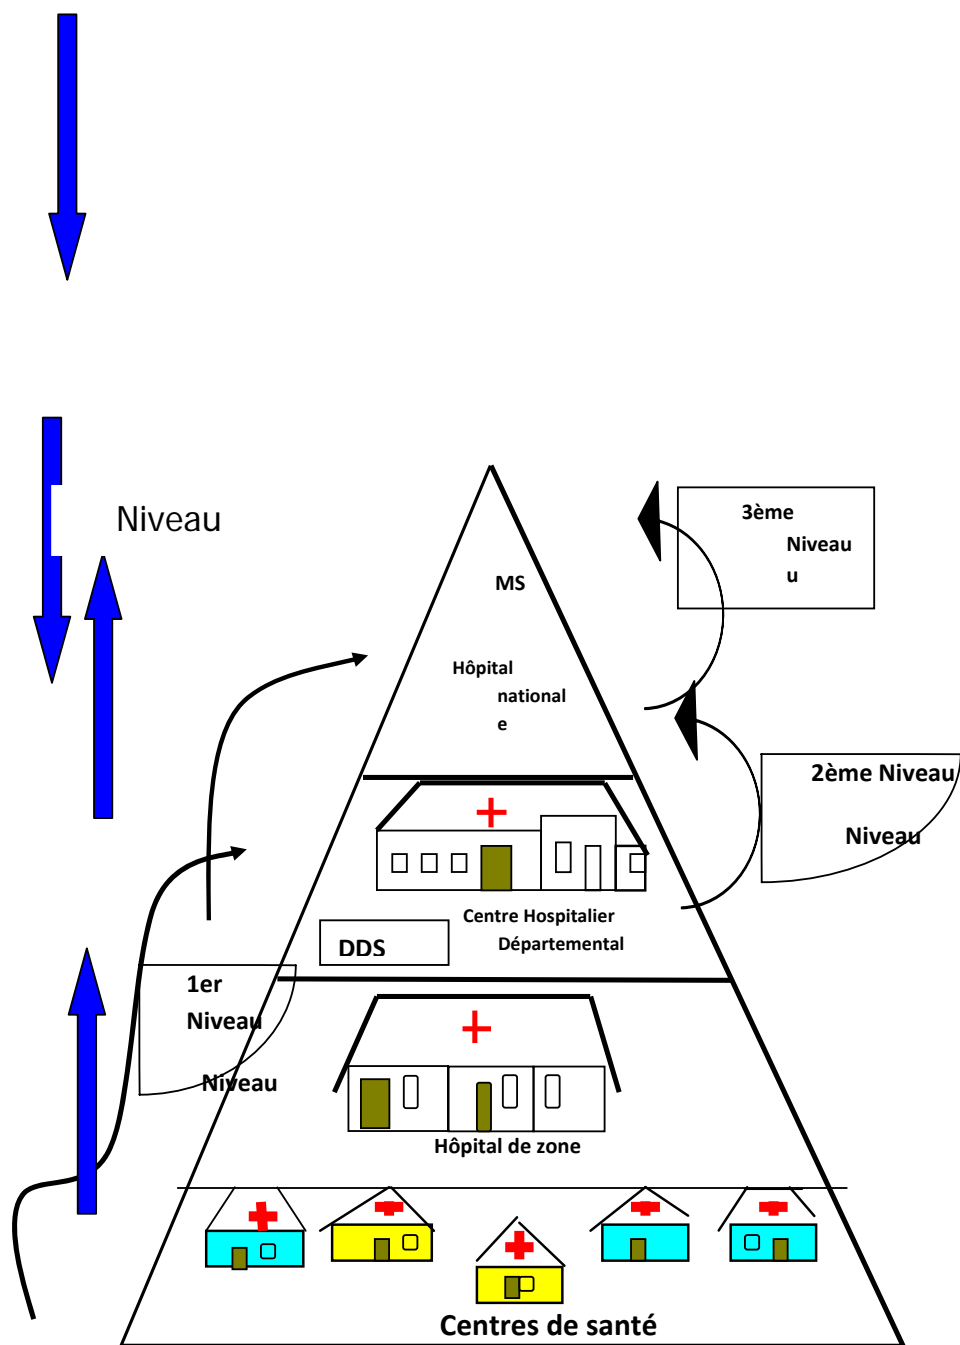 Niveau
3ème
Niveau
u
MS
Hôpital
national
e
2ème Niveau
Niveau
Centre Hospitalier
Départemental
DDS
1er
Niveau
Niveau
Hôpital de zone
Centres de santé